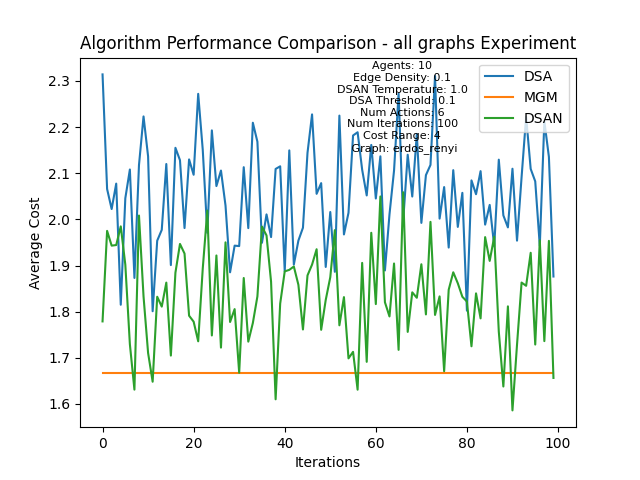 Algorithm Performance Comparison - all graphs Experiment
Agents: 10
Edge Density: 0.1
DSAN Temperature: 1.0
DSA Threshold: 0.1
Num Actions: 6
Num Iterations: 100
Cost Range: 4
Graph: erdos_renyi
DSA
MGM
DSAN
2.3
2.2
2.1
2.0
1.9
1.8
1.7
1.6
Average Cost
0 20 40 60 80 100
Iterations